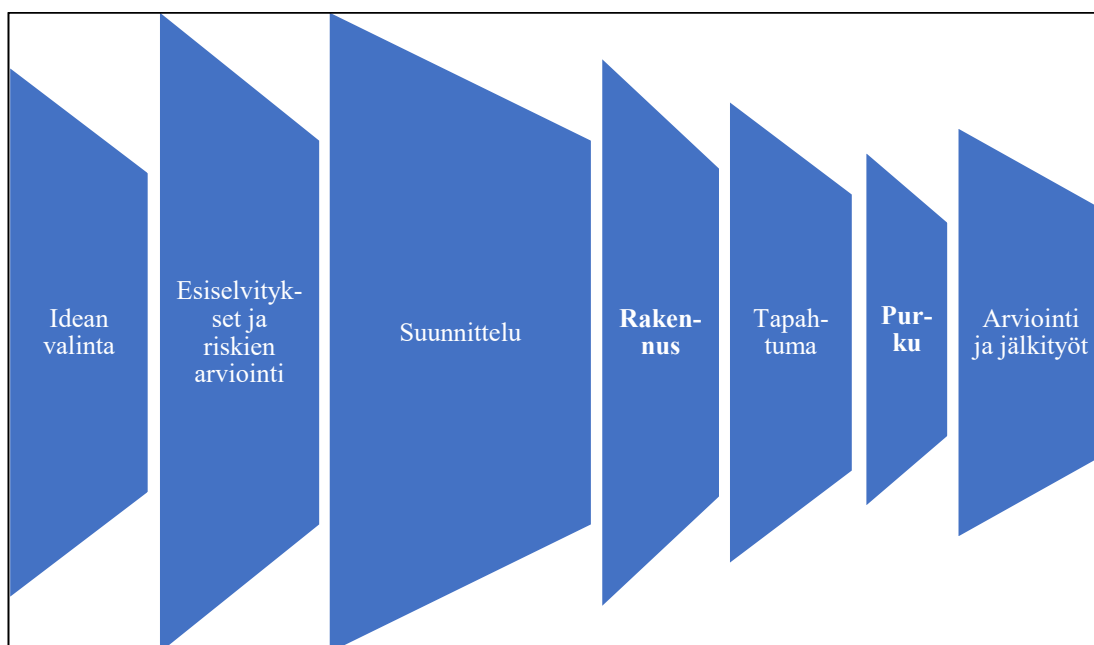 Idean
valinta
Esiselvityk-
set ja
riskien
arviointi
Suunnittelu
Raken-
nus
Tapah-
tuma
Pur-
ku
Arviointi
ja jälkityöt